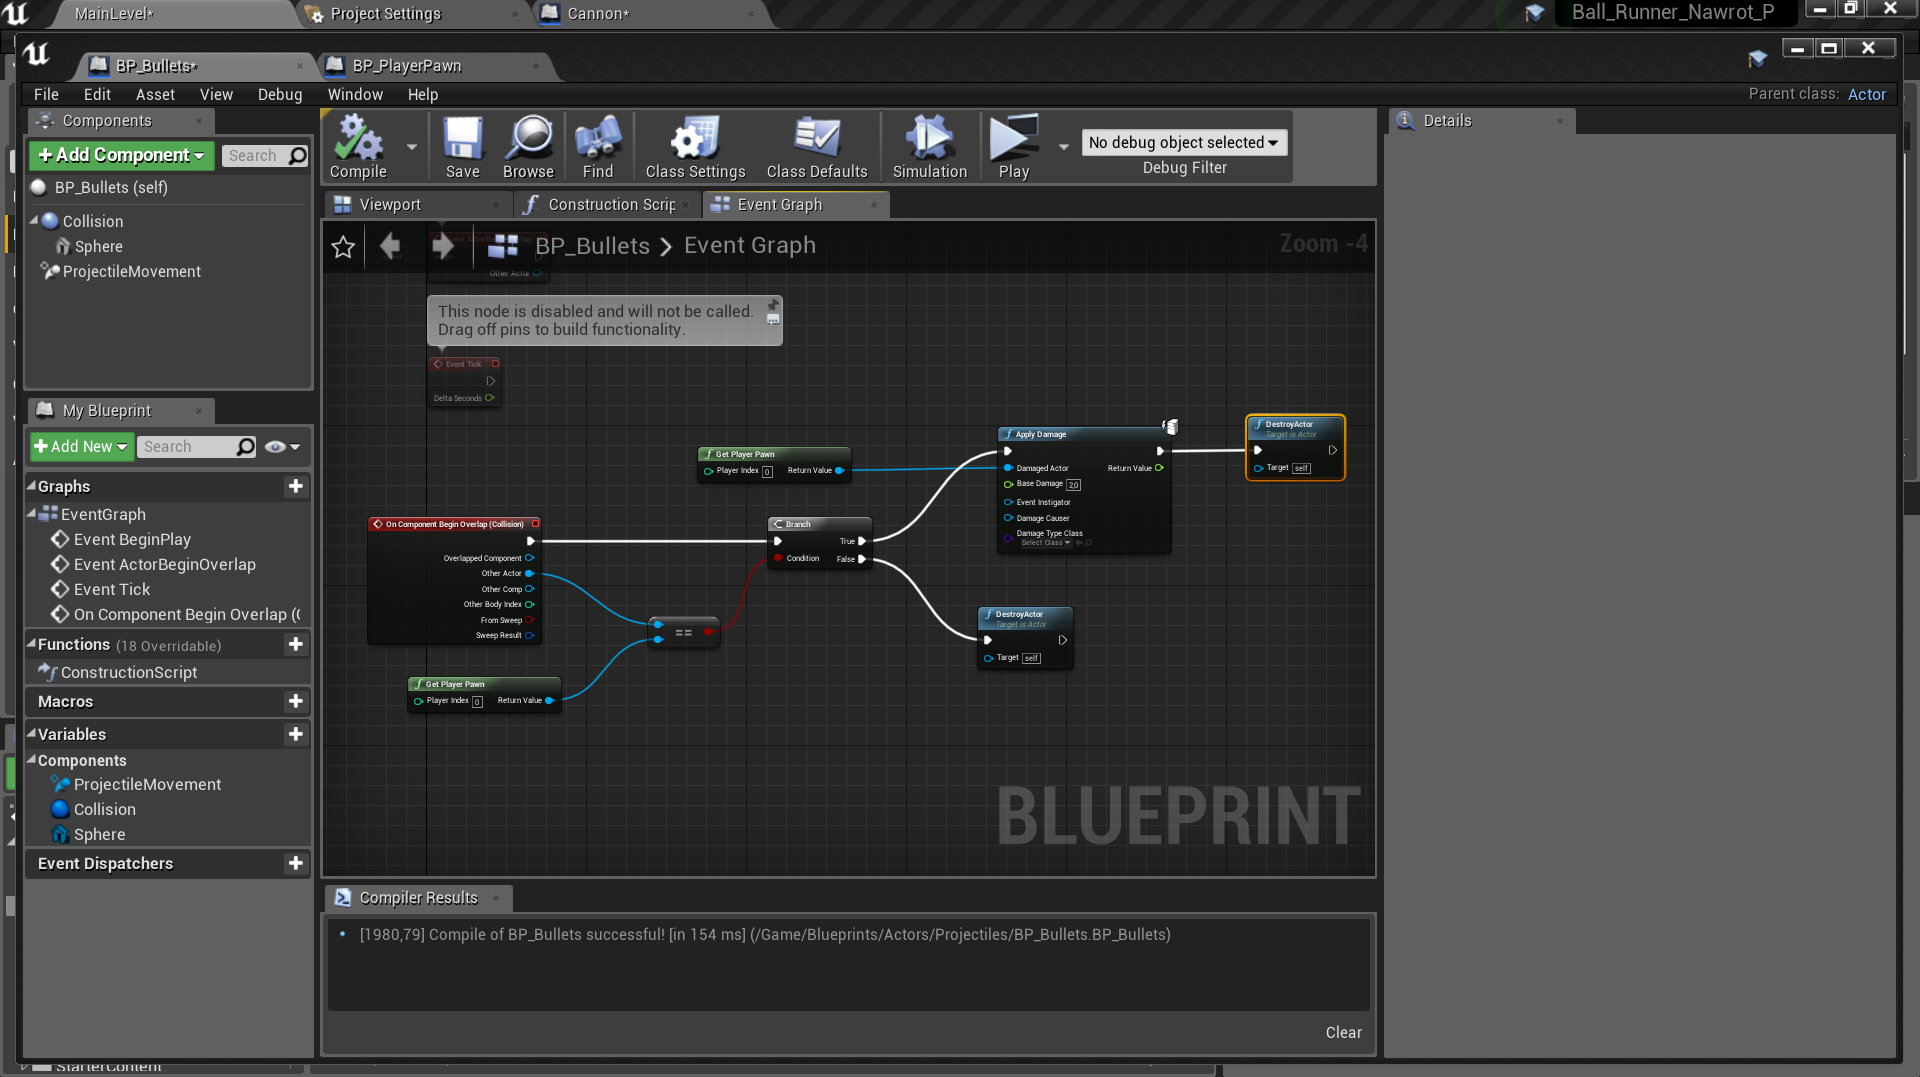 MainLevel*
Project Settings
Cannon*
Ball_Runner_Nawrot_P
BP_Bullets*
BP_PlayerPawn
File Edit Asset View Debug Window Help
Parent class: Actor
Components
+ Add Component
Search
BP_Bullets (self)
Collision
Sphere
ProjectileMovement
My Blueprint
+ Add New
Search
Graphs
EventGraph
Event BeginPlay
Event ActorBeginOverlap
Event Tick
On Component Begin Overlap (C
Functions (18 Overridable)
ConstructionScript
Macros
Variables
Components
ProjectileMovement
Collision
Sphere
Event Dispatchers
Compile
Save
Browse
Find
Class Settings
Class Defaults
Simulation
Play
No debug object selected
Debug Filter
Viewport
Construction Scrip
Event Graph
BP_Bullets > Event Graph
Zoom -4
Other Actor
This node is disabled and will not be called.
Drag off pins to build functionality.
Event Tick
Delta Seconds
Get Player Pawn
Player Index 0 Return Value
Apply Damage
Damaged Actor Return Value
Base Damage 2,0
Event Instigator
Damage Causer
Damage Type Class
Select Class
DestroyActor
Target is Actor
Target self
On Component Begin Overlap (Collision)
Overlapped Component
Other Actor
Other Comp
Other Body Index
From Sweep
Sweep Result
Branch
True
Condition False
==
DestroyActor
Target is Actor
Target self
Get Player Pawn
Player Index 0 Return Value
BLUEPRINT
Compiler Results
[1980,79] Compile of BP_Bullets successful! [in 154 ms] (/Game/Blueprints/Actors/Projectiles/BP_Bullets.BP_Bullets)
Clear
Details
StarterContent